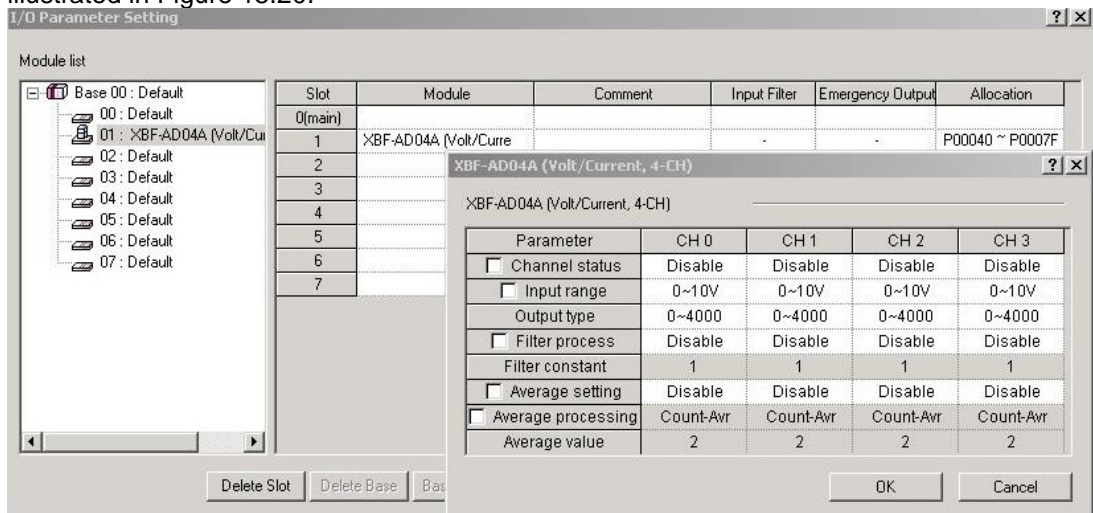 illustrated in Figure 13.20.
I/O Parameter Setting
Module list
Base 00 : Default
00 : Default
01 : XBF-AD04A (Volt/Cur
02 : Default
03 : Default
04 : Default
05 : Default
06 : Default
07 : Default
Slot Module Comment Input Filter Emergency Output Allocation
0(main)
1 XBF-AD04A (Volt/Curre - - P00040 ~ P0007F
2
3
4
5
6
7
XBF-AD04A (Volt/Current, 4-CH)
XBF-AD04A (Volt/Current, 4-CH)
Parameter CH 0 CH 1 CH 2 CH 3
Channel status Disable Disable Disable Disable
Input range 0~10V 0~10V 0~10V 0~10V
Output type 0~4000 0~4000 0~4000 0~4000
Filter process Disable Disable Disable Disable
Filter constant 1 1 1 1
Average setting Disable Disable Disable Disable
Average processing Count-Avr Count-Avr Count-Avr Count-Avr
Average value 2 2 2 2
OK Cancel
Delete Slot Delete Base Bas